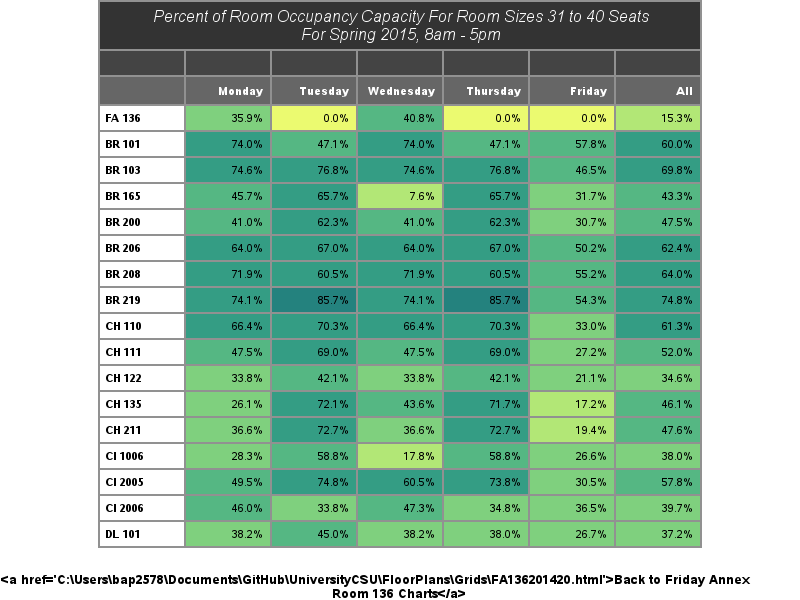 Percent of Room Occupancy Capacity For Room Sizes 31 to 40 Seats
For Spring 2015, 8am - 5pm
Monday Tuesday Wednesday Thursday Friday All
FA 136 35.9% 0.0% 40.8% 0.0% 0.0% 15.3%
BR 101 74.0% 47.1% 74.0% 47.1% 57.8% 60.0%
BR 103 74.6% 76.8% 74.6% 76.8% 46.5% 69.8%
BR 165 45.7% 65.7% 7.6% 65.7% 31.7% 43.3%
BR 200 41.0% 62.3% 41.0% 62.3% 30.7% 47.5%
BR 206 64.0% 67.0% 64.0% 67.0% 50.2% 62.4%
BR 208 71.9% 60.5% 71.9% 60.5% 55.2% 64.0%
BR 219 74.1% 85.7% 74.1% 85.7% 54.3% 74.8%
CH 110 66.4% 70.3% 66.4% 70.3% 33.0% 61.3%
CH 111 47.5% 69.0% 47.5% 69.0% 27.2% 52.0%
CH 122 33.8% 42.1% 33.8% 42.1% 21.1% 34.6%
CH 135 26.1% 72.1% 43.6% 71.7% 17.2% 46.1%
CH 211 36.6% 72.7% 36.6% 72.7% 19.4% 47.6%
CI 1006 28.3% 58.8% 17.8% 58.8% 26.6% 38.0%
CI 2005 49.5% 74.8% 60.5% 73.8% 30.5% 57.8%
CI 2006 46.0% 33.8% 47.3% 34.8% 36.5% 39.7%
DL 101 38.2% 45.0% 38.2% 38.0% 26.7% 37.2%
<a href='C:\Users\bap2578\Documents\GitHub\UniversityCSU\FloorPlans\Grids\FA136201420.html'>Back to Friday Annex
Room 136 Charts</a>